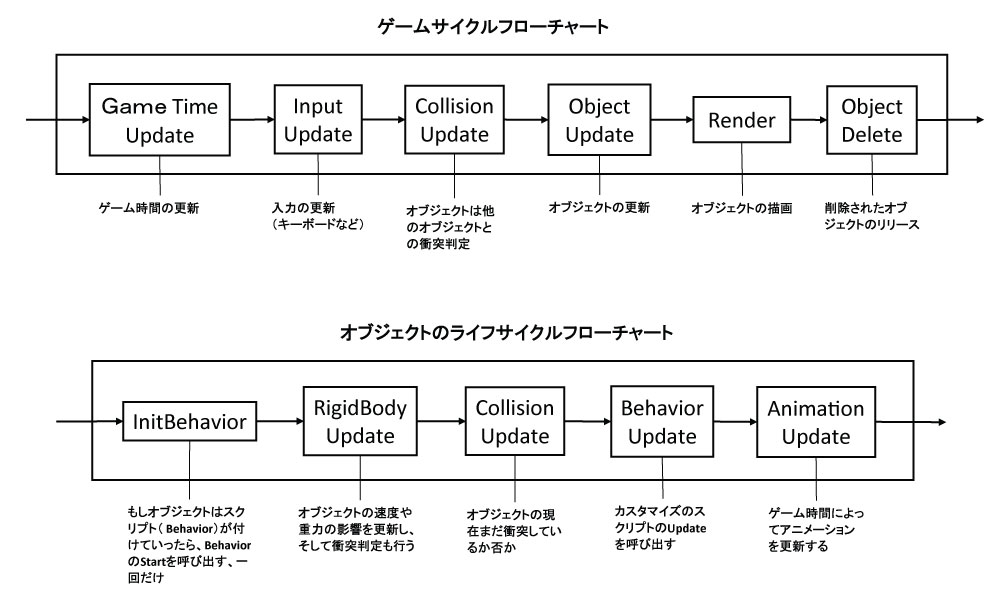 ゲームサイクルフローチャート
Game Time
Update
Input
Update
Collision
Update
Object
Update
Render
Object
Delete
ゲーム時間の更新
入力の更新
（キーボードなど）
オブジェクトは他
のオブジェクトと
の衝突判定
オブジェクトの更新
オブジェクトの描画
削除されたオブ
ジェクトのリリース
オブジェクトのライフサイクルフローチャート
InitBehavior
RigidBody
Update
Collision
Update
Behavior
Update
Animation
Update
もしオブジェクトはスク
リプト（Behavior）が付
けていったら、Behavior
のStartを呼び出す、一
回だけ
オブジェクトの速度や
重力の影響を更新し、
そして衝突判定も行う
オブジェクトの現
在まだ衝突してい
るか否か
カスタマイズのスク
リプトのUpdate
を呼び出す
ゲーム時間によっ
てアニメーション
を更新する